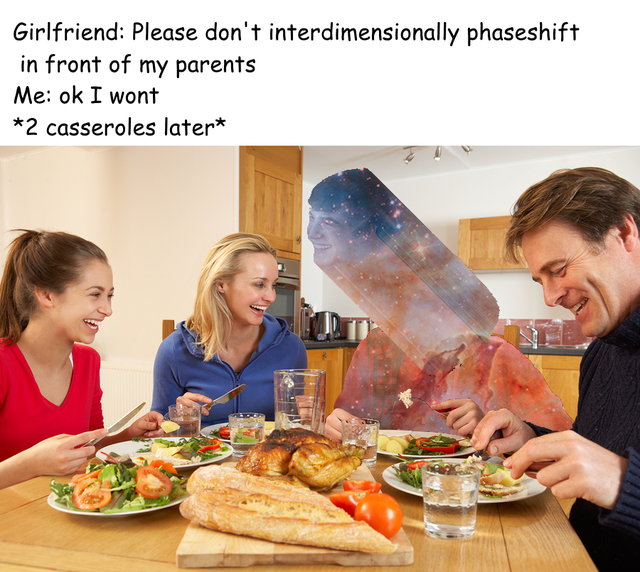 Girlfriend: Please don't interdimensionally phaseshift
in front of my parents
Me: ok I wont
*2 casseroles later*